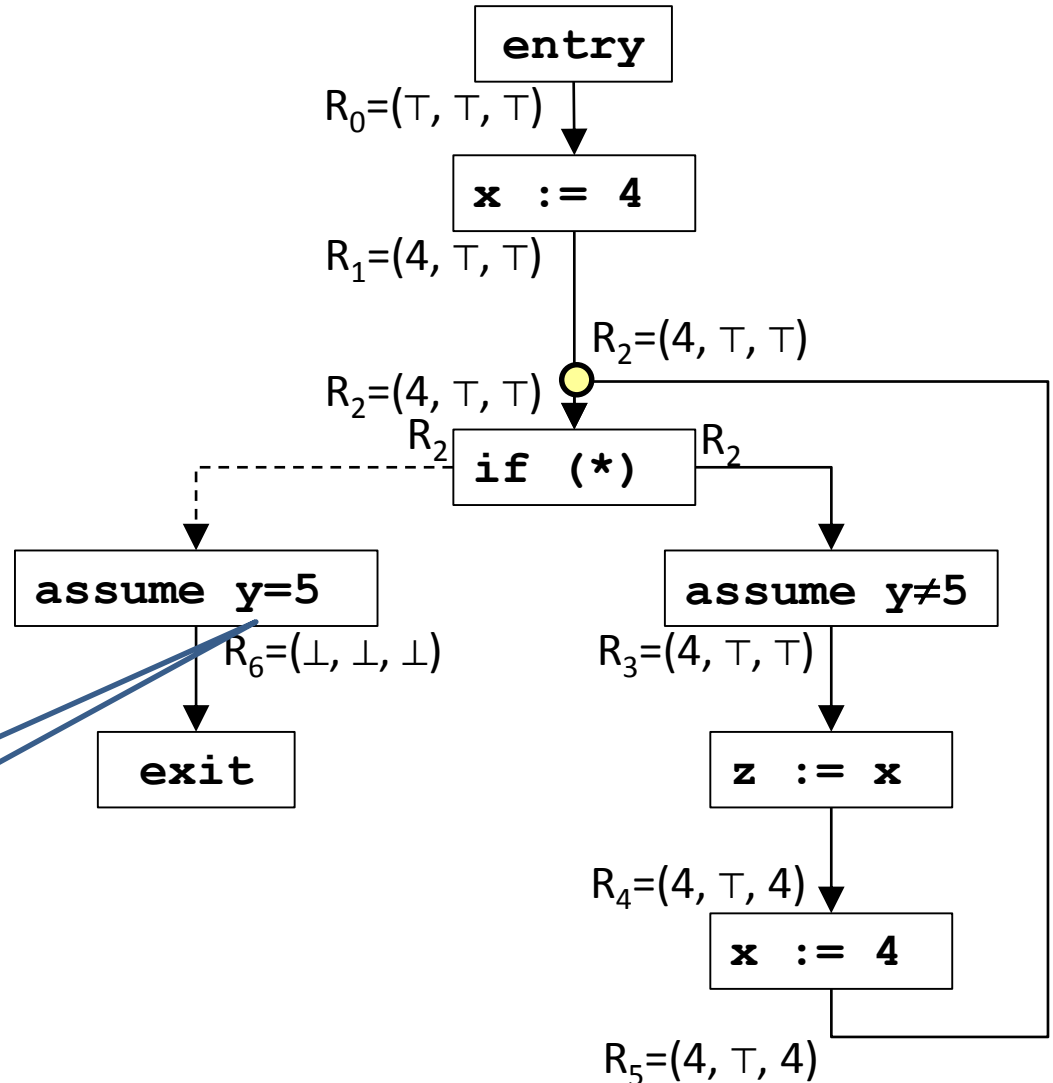 entry
R₀=(⊤, ⊤, ⊤)
x := 4
R₁=(4, ⊤, ⊤)
R₂=(4, ⊤, ⊤)
R₂=(4, ⊤, ⊤)
R₂
if (*)
R₂
assume y=5
assume y≠5
R₆=(⊥, ⊥, ⊥)
R₃=(4, ⊤, ⊤)
exit
z := x
R₄=(4, ⊤, 4)
x := 4
R₅=(4, ⊤, 4)